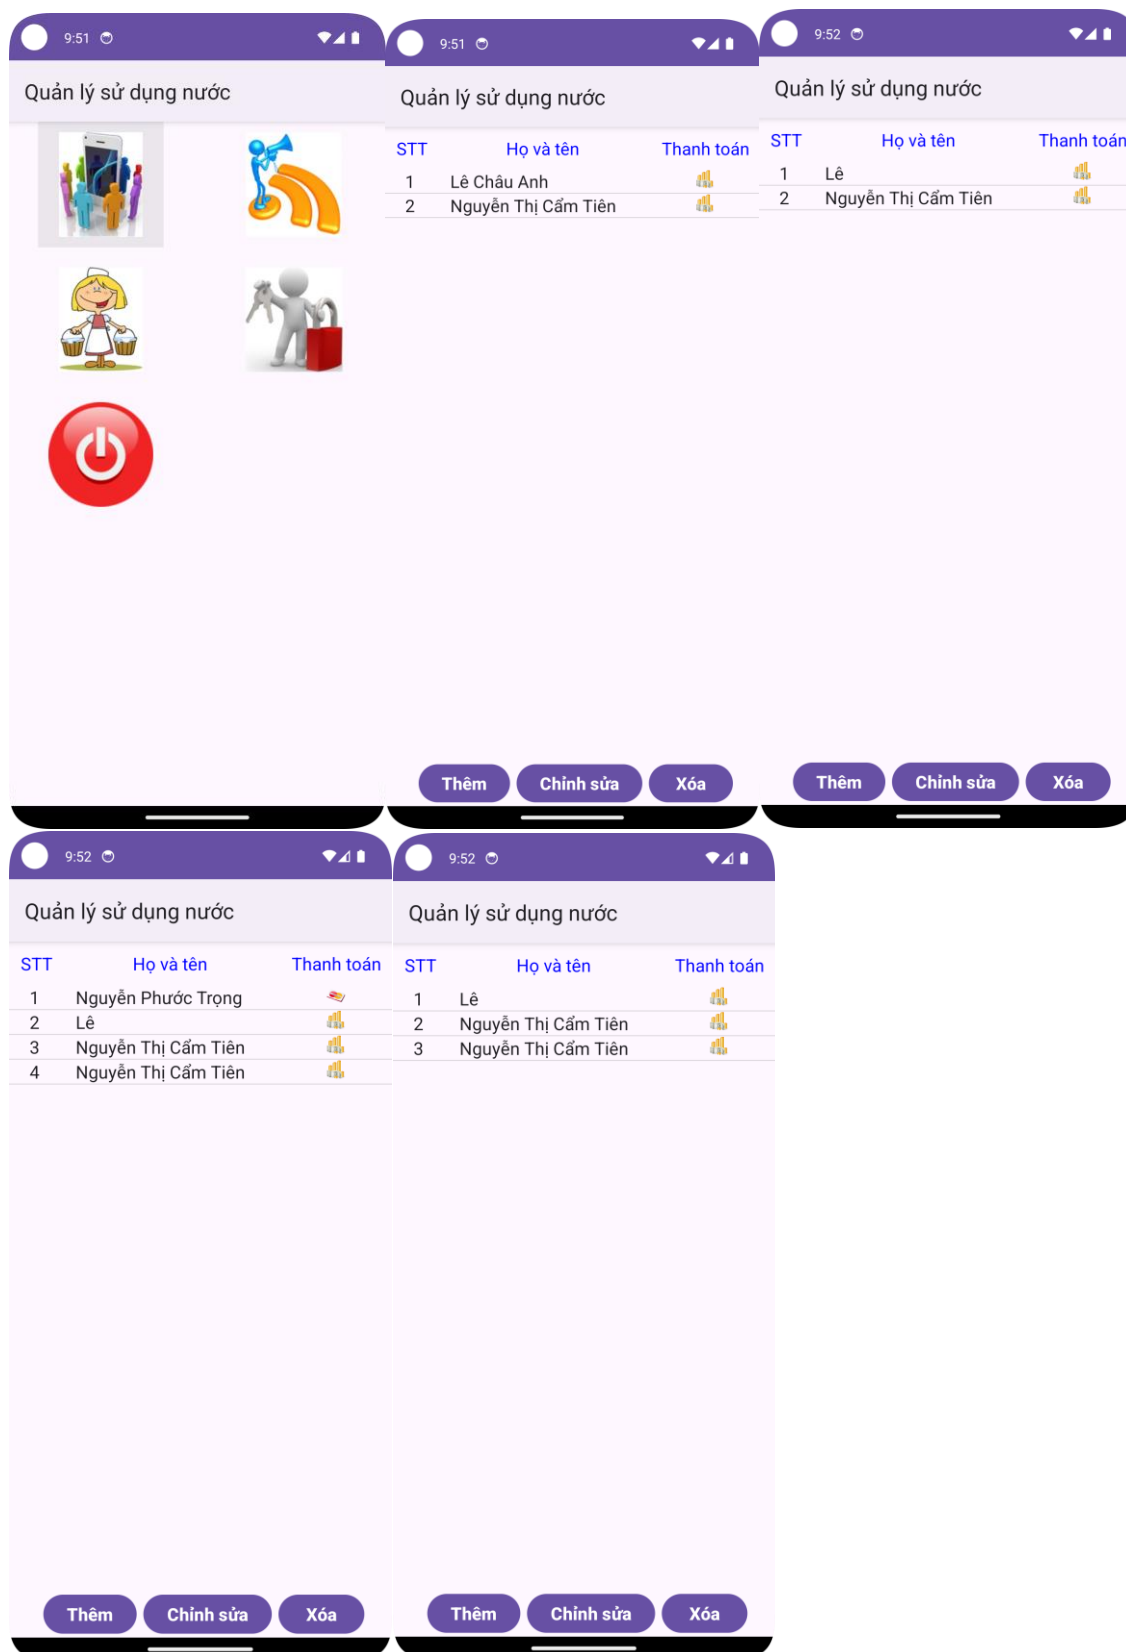 9:51
Quản lý sử dụng nước
9:51
Quản lý sử dụng nước
STT Họ và tên Thanh toán
1 Lê Châu Anh
2 Nguyễn Thị Cẩm Tiên
Thêm Chỉnh sửa Xóa
9:52
Quản lý sử dụng nước
STT Họ và tên Thanh toán
1 Lê
2 Nguyễn Thị Cẩm Tiên
Thêm Chỉnh sửa Xóa
9:52
Quản lý sử dụng nước
STT Họ và tên Thanh toán
1 Nguyễn Phước Trọng
2 Lê
3 Nguyễn Thị Cẩm Tiên
4 Nguyễn Thị Cẩm Tiên
Thêm Chỉnh sửa Xóa
9:52
Quản lý sử dụng nước
STT Họ và tên Thanh toán
1 Lê
2 Nguyễn Thị Cẩm Tiên
3 Nguyễn Thị Cẩm Tiên
Thêm Chỉnh sửa Xóa